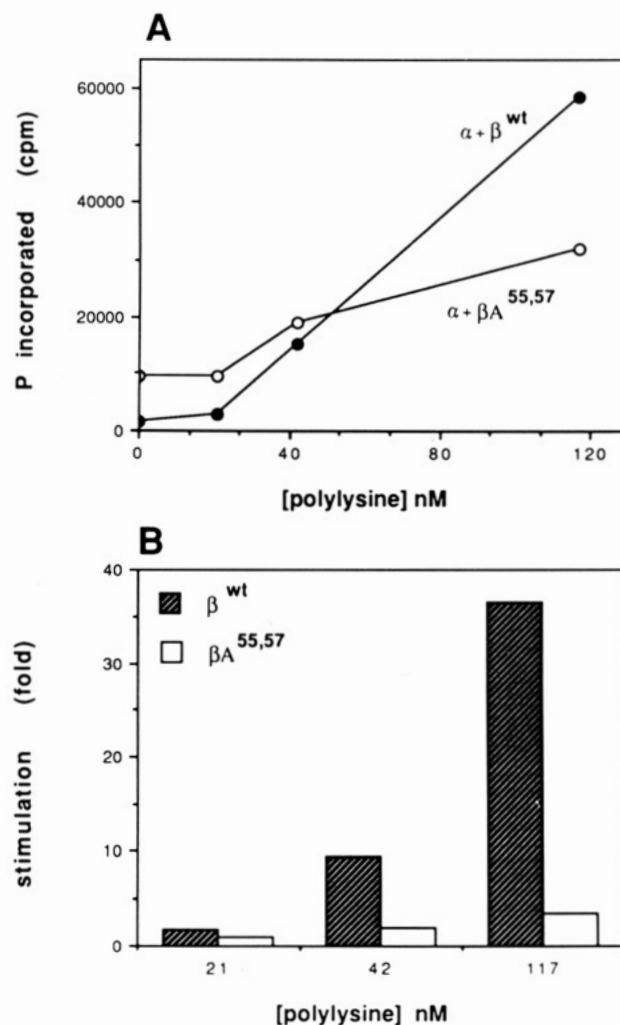 A
P incorporated (cpm)
60000
40000
20000
0
α + β wt
α + βA 55,57
0 40 80 120
[polylysine] nM
B
stimulation (fold)
40
30
20
10
0
β wt
βA 55,57
21 42 117
[polylysine] nM